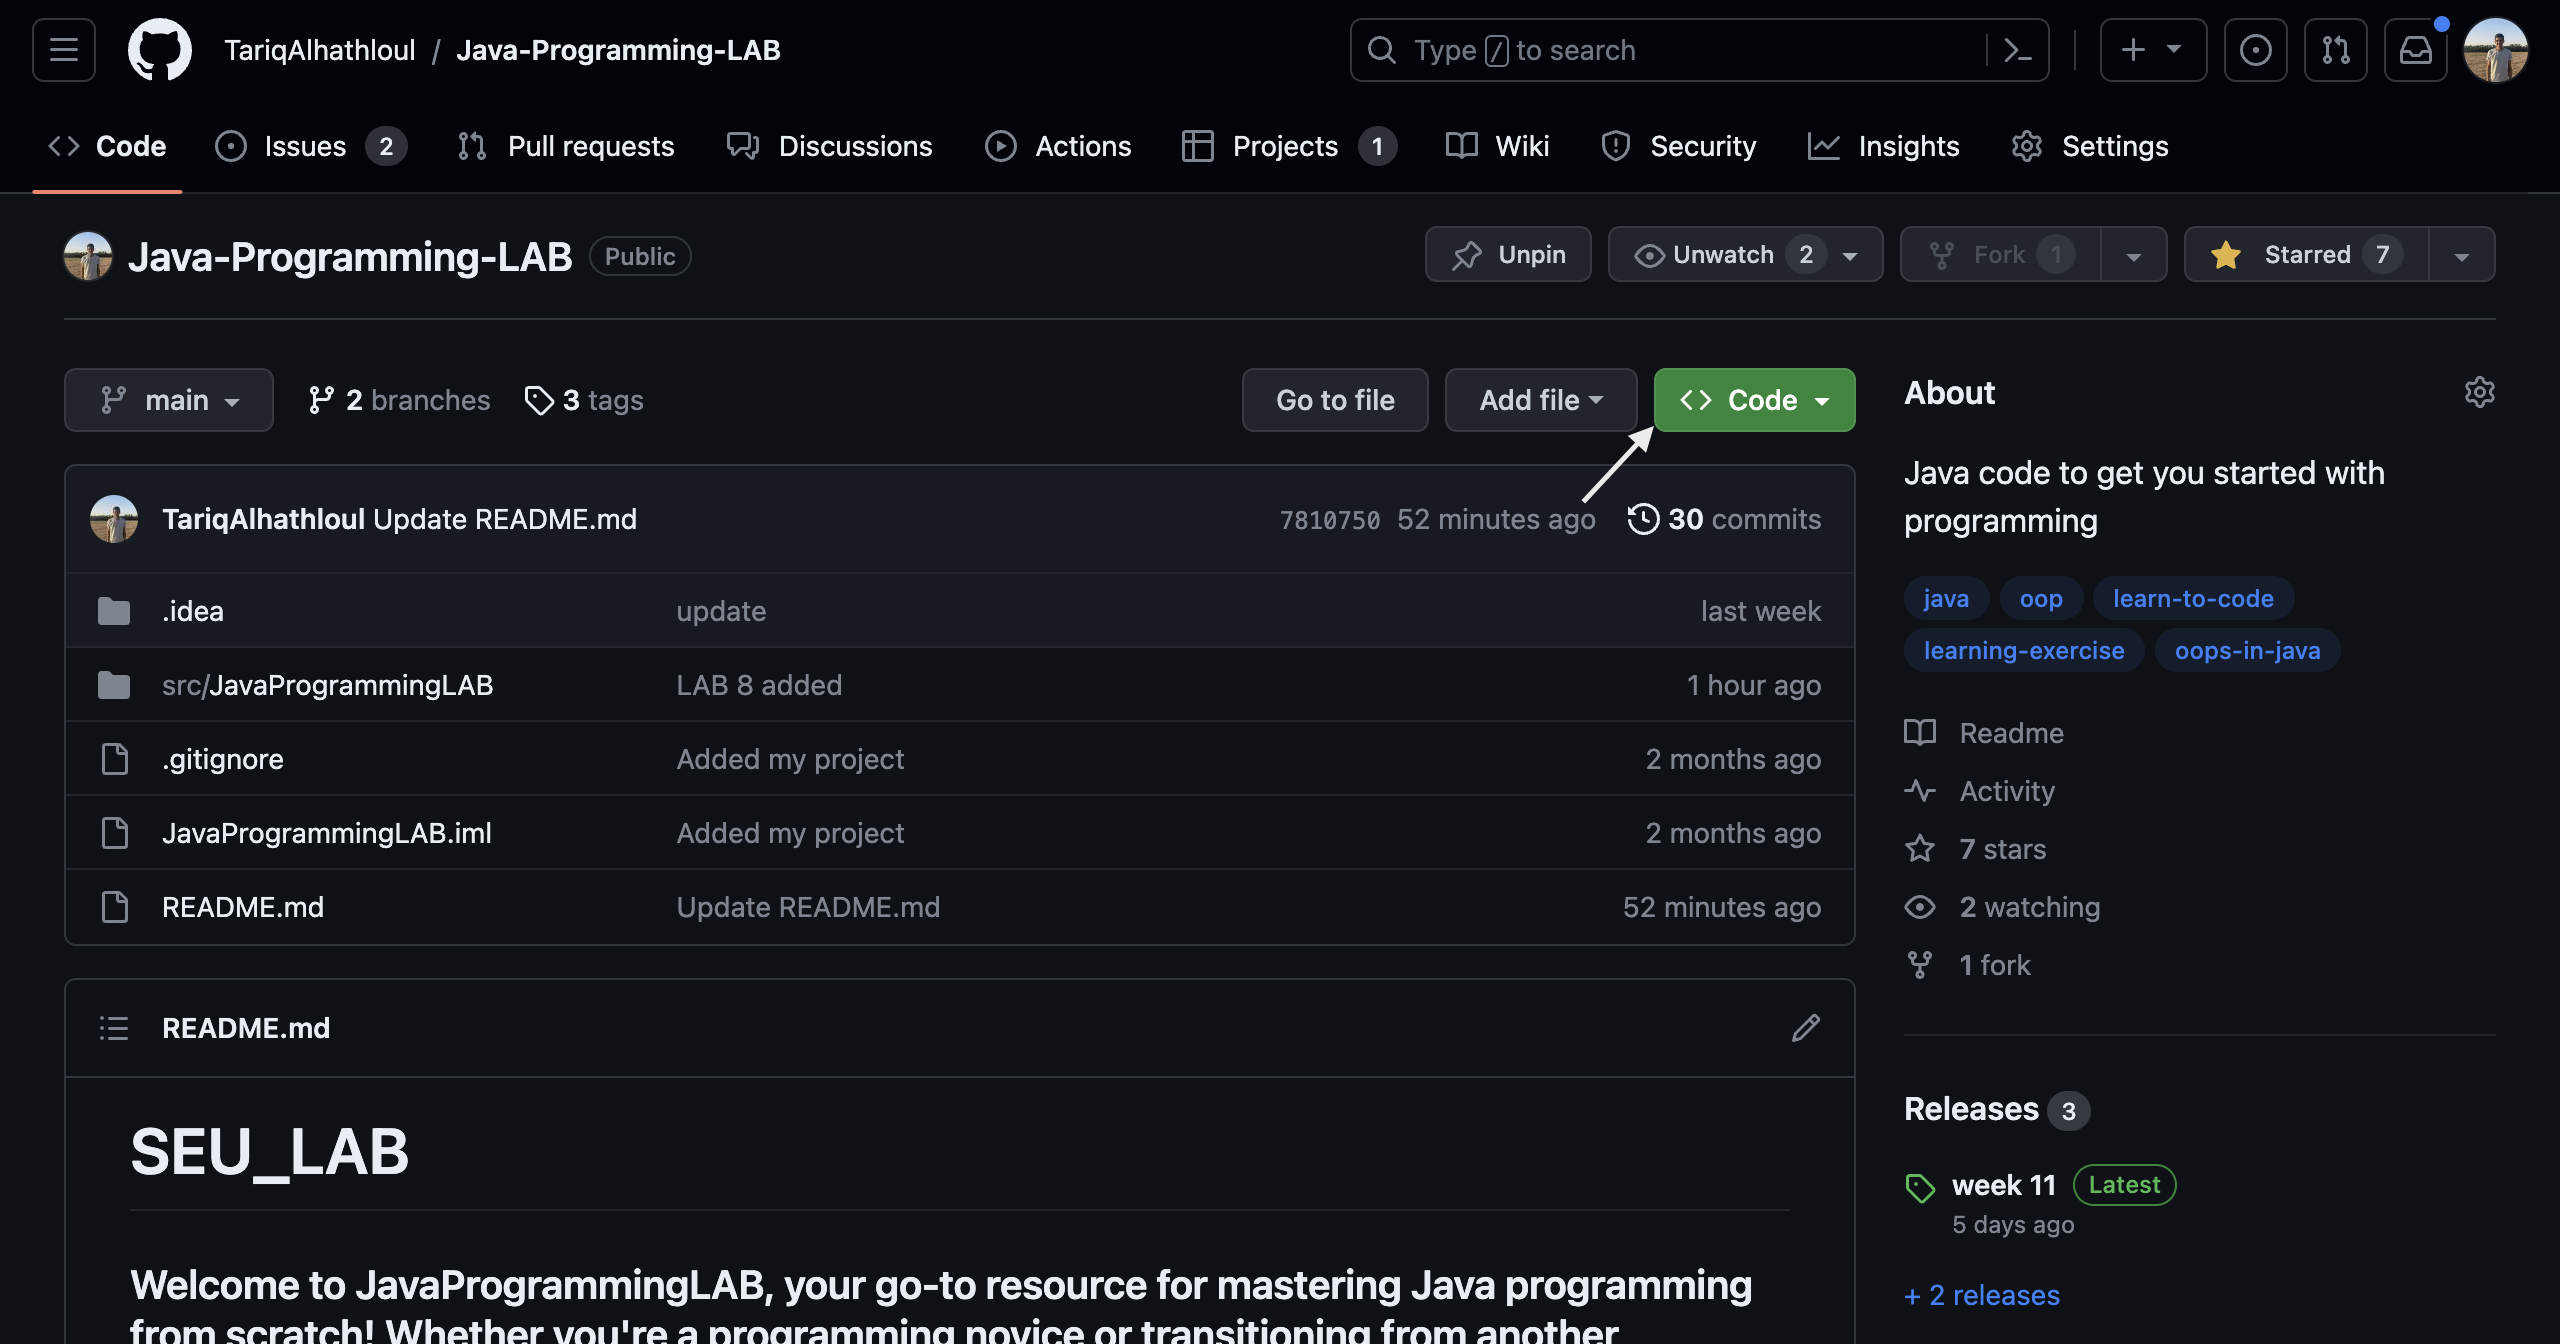 TariqAlhathloul / Java-Programming-LAB
Type / to search
Code
Issues 2
Pull requests
Discussions
Actions
Projects 1
Wiki
Security
Insights
Settings
Java-Programming-LAB Public
Unpin
Unwatch 2
Fork 1
Starred 7
main
2 branches
3 tags
Go to file
Add file
Code
TariqAlhathloul Update README.md
7810750 52 minutes ago
30 commits
.idea update last week
src/JavaProgrammingLAB LAB 8 added 1 hour ago
.gitignore Added my project 2 months ago
JavaProgrammingLAB.iml Added my project 2 months ago
README.md Update README.md 52 minutes ago
README.md
SEU_LAB
Welcome to JavaProgrammingLAB, your go-to resource for mastering Java programming
from scratch! Whether you're a programming novice or transitioning from another
About
Java code to get you started with
programming
java oop learn-to-code
learning-exercise oops-in-java
Readme
Activity
7 stars
2 watching
1 fork
Releases 3
week 11 Latest
5 days ago
+ 2 releases